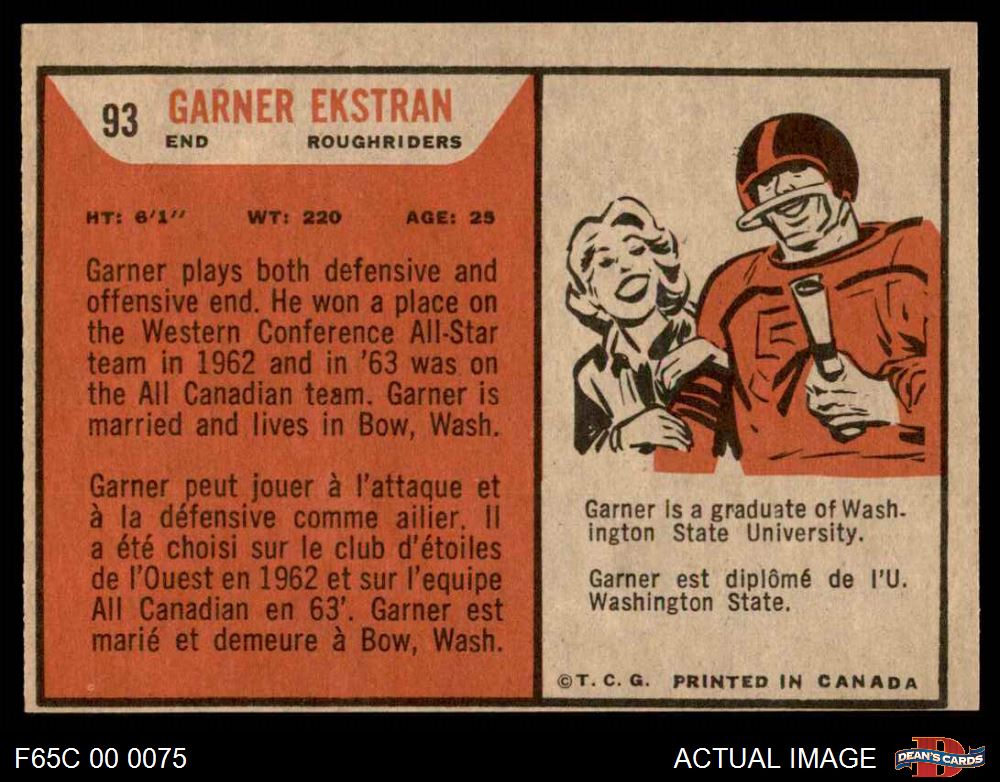 93 GARNER EKSTRAN
END ROUGHRIDERS
HT: 6'1" WT: 220 AGE: 25
Garner plays both defensive and
offensive end. He won a place on
the Western Conference All-Star
team in 1962 and in '63 was on
the All Canadian team. Garner is
married and lives in Bow, Wash.
Garner peut jouer à l'attaque et
à la défensive comme ailier. Il
a été choisi sur le club d'étoiles
de l'Ouest en 1962 et sur l'equipe
All Canadian en 63'. Garner est
marié et demeure à Bow, Wash.
Garner is a graduate of Wash-
ington State University.
Garner est diplômé de l'U.
Washington State.
©T. C. G. PRINTED IN CANADA
F65C 00 0075
ACTUAL IMAGE
DEAN'S CARDS